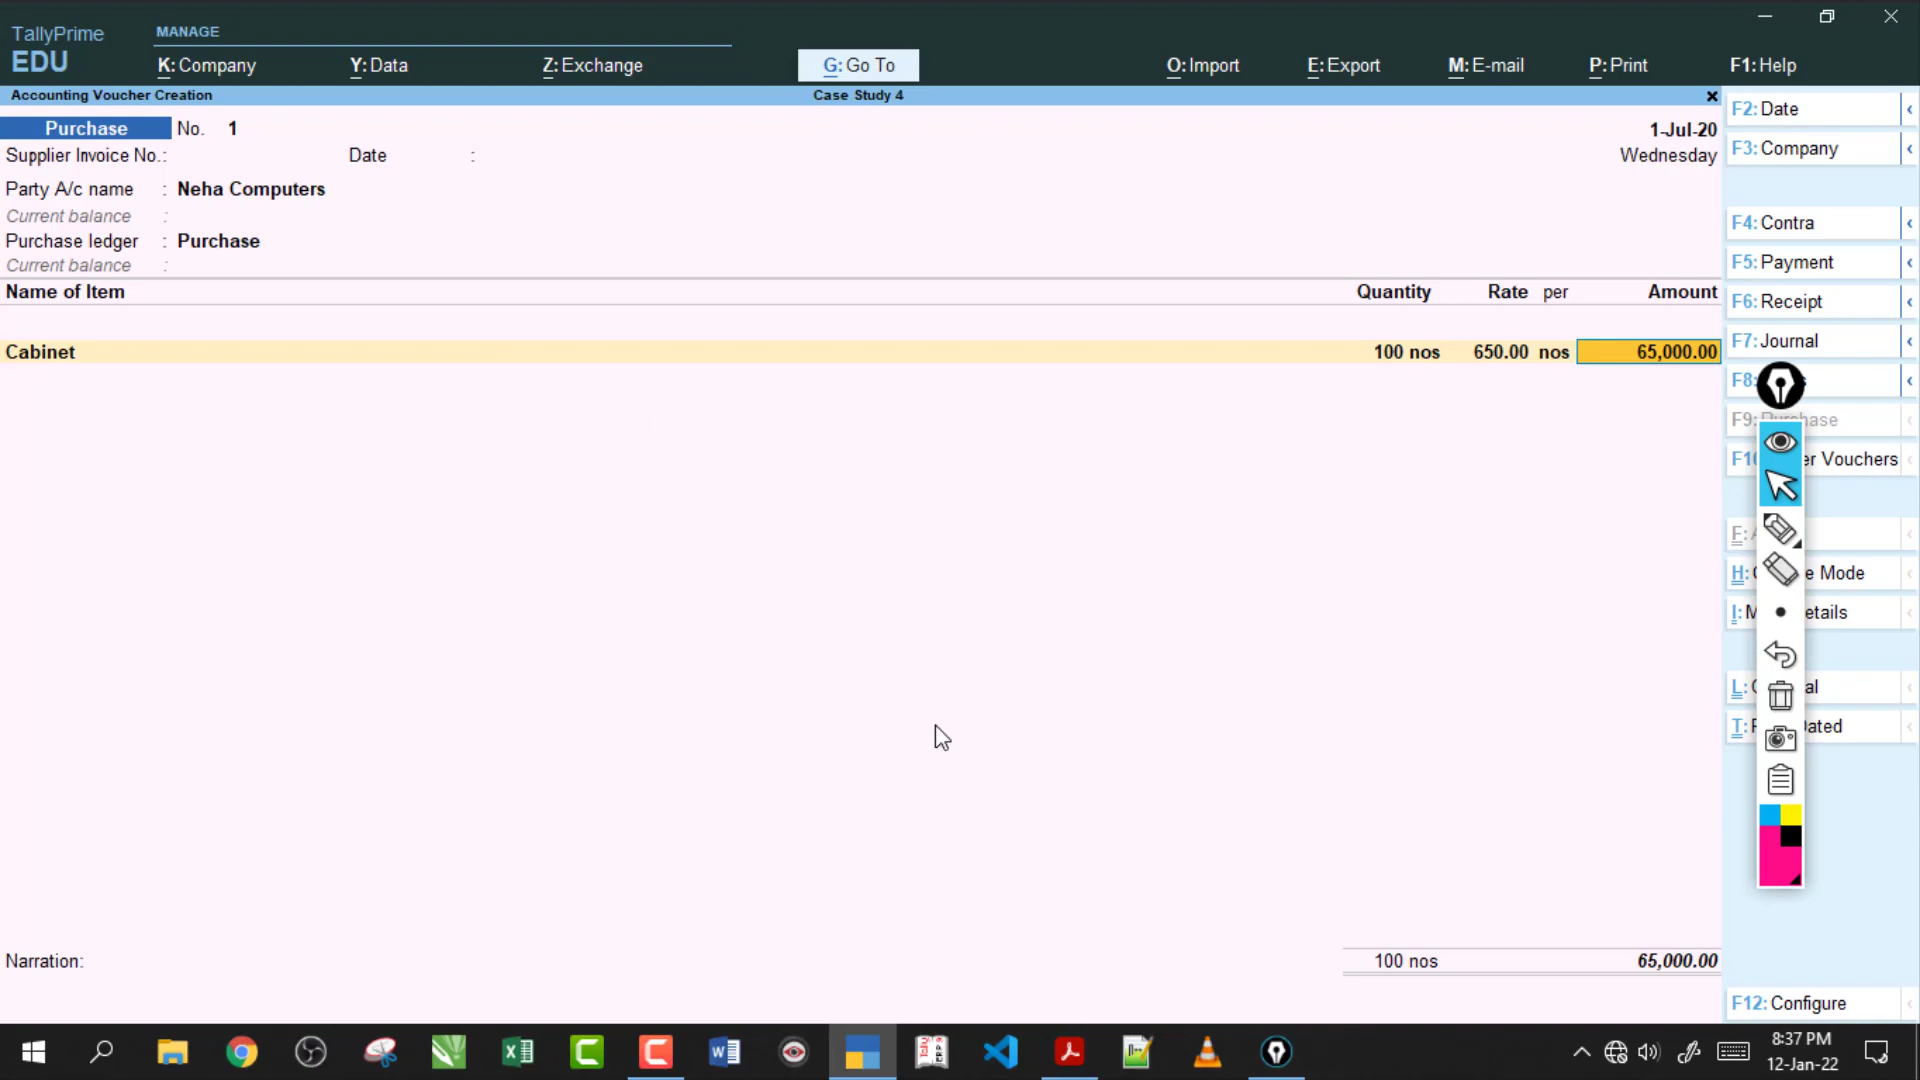 TallyPrime
EDU
MANAGE
K: Company
Y: Data
Z: Exchange
G: Go To
O: Import
E: Export
M: E-mail
P: Print
F1: Help
Accounting Voucher Creation
Case Study 4
Purchase No. 1
1-Jul-20
Supplier Invoice No.: Date :
Wednesday
Party A/c name : Neha Computers
Current balance :
Purchase ledger : Purchase
Current balance :
Name of Item Quantity Rate per Amount
Cabinet 100 nos 650.00 nos 65,000.00
Narration: 100 nos 65,000.00
F2: Date
F3: Company
F4: Contra
F5: Payment
F6: Receipt
F7: Journal
F8:
F9:
Vouchers
H: Mode
I:
L:
T:
F12: Configure
8:37 PM
12-Jan-22